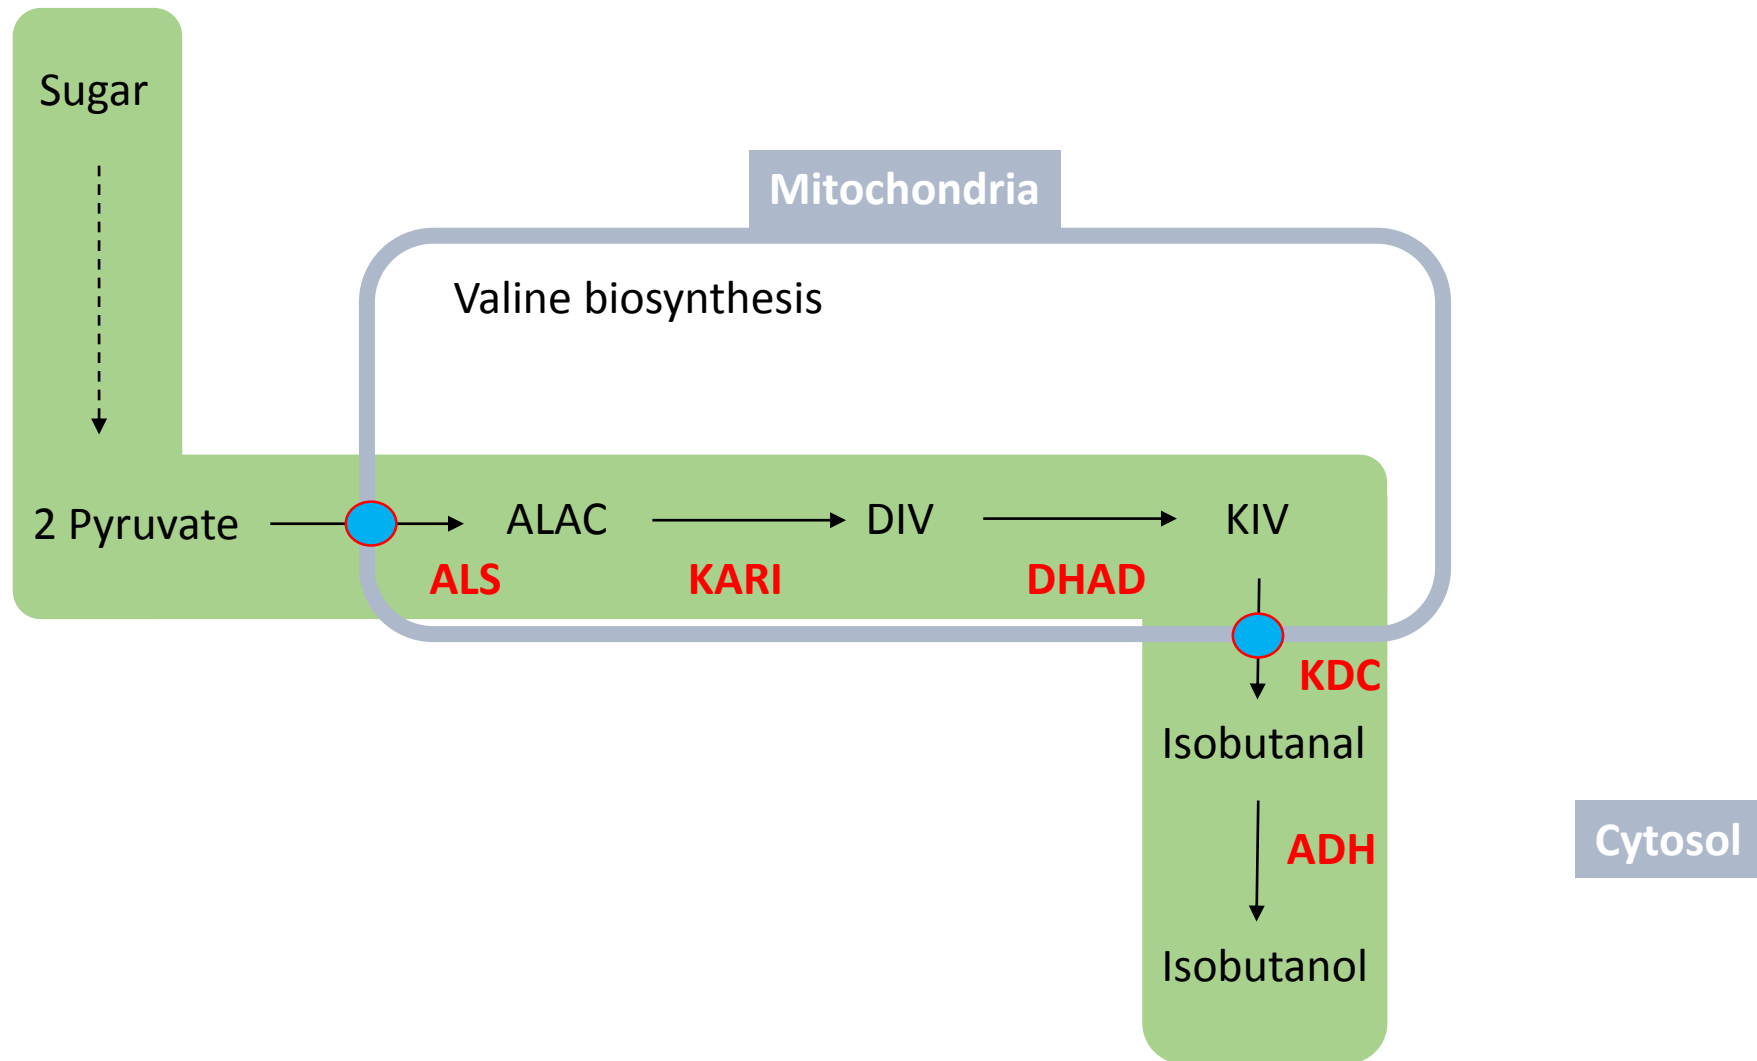 Sugar
Mitochondria
Valine biosynthesis
2 Pyruvate
ALAC
DIV
KIV
ALS
KARI
DHAD
KDC
Isobutanal
ADH
Cytosol
Isobutanol